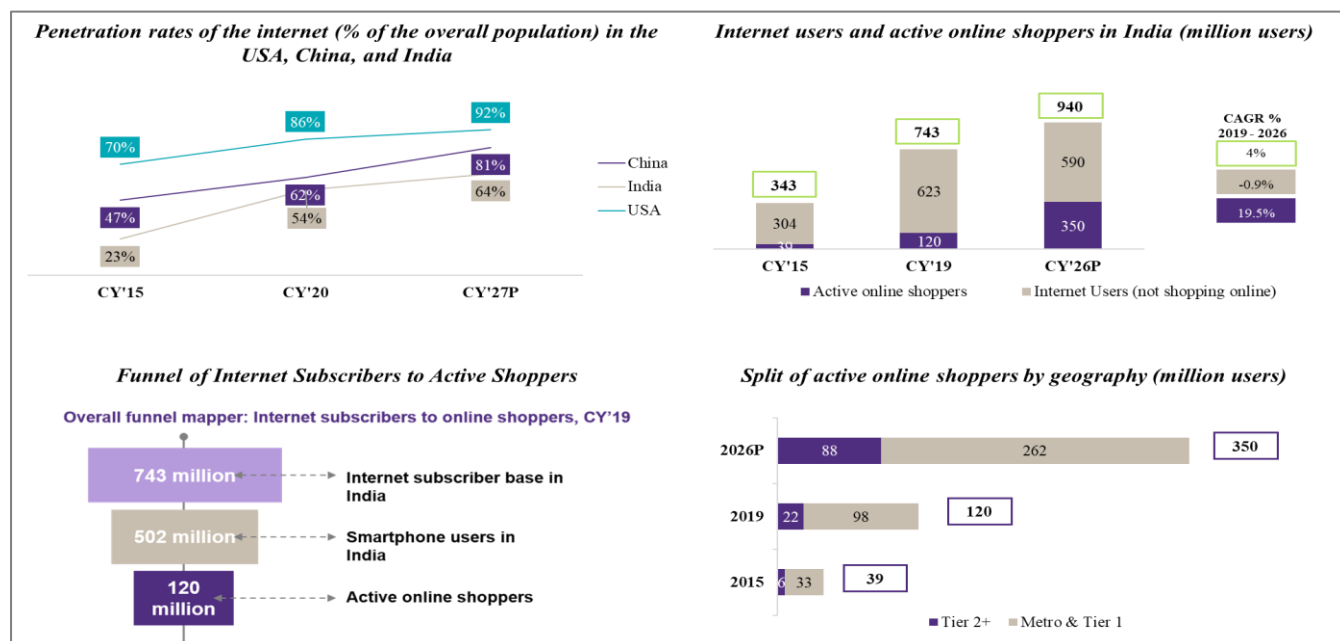 Penetration rates of the internet (% of the overall population) in the
USA, China, and India
92%
86%
70%
81%
62%
64%
47%
54%
23%
China
India
USA
CY'15
CY'20
CY'27P
Internet users and active online shoppers in India (million users)
940
743
343
590
623
304
350
120
39
CY'15
CY'19
CY'26P
CAGR %
2019 - 2026
4%
-0.9%
19.5%
Active online shoppers
Internet Users (not shopping online)
Funnel of Internet Subscribers to Active Shoppers
Overall funnel mapper: Internet subscribers to online shoppers, CY'19
743 million
Internet subscriber base in
India
502 million
Smartphone users in
India
120
million
Active online shoppers
Split of active online shoppers by geography (million users)
2026P
88
262
350
2019
22
98
120
2015
6
33
39
Tier 2+
Metro & Tier 1